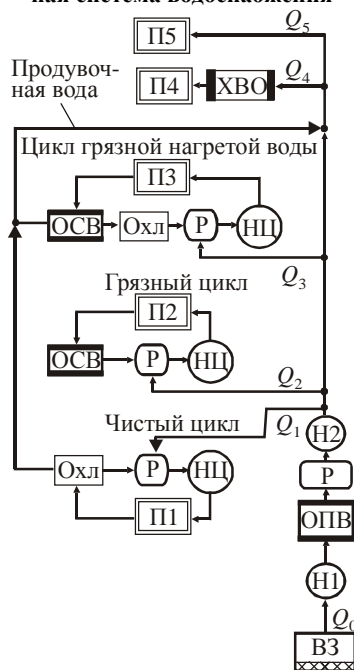 ная система водоснабжения
П5
Q5
П4
ХВО
Q4
Продувоч-
ная вода
Цикл грязной нагретой воды
П3
ОСВ
Охл
Р
НЦ
Q3
Грязный цикл
П2
ОСВ
Р
НЦ
Q2
Чистый цикл
Q1
Н2
Охл
Р
НЦ
Р
П1
ОПВ
Н1
Q0
ВЗ